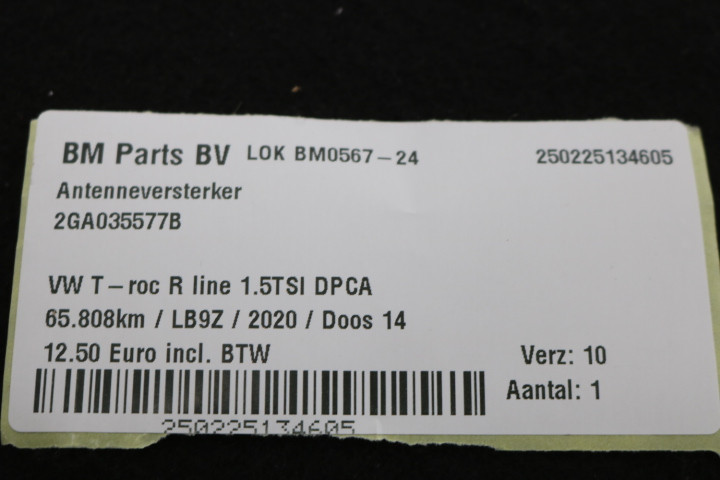 BM Parts BV LOK BM0567-24 250225134605
Antenneversterker
2GA035577B
VW T-roc R line 1.5TSI DPCA
65.808km / LB9Z / 2020 / Doos 14
12.50 Euro incl. BTW Verz: 10
Aantal: 1
250225134605